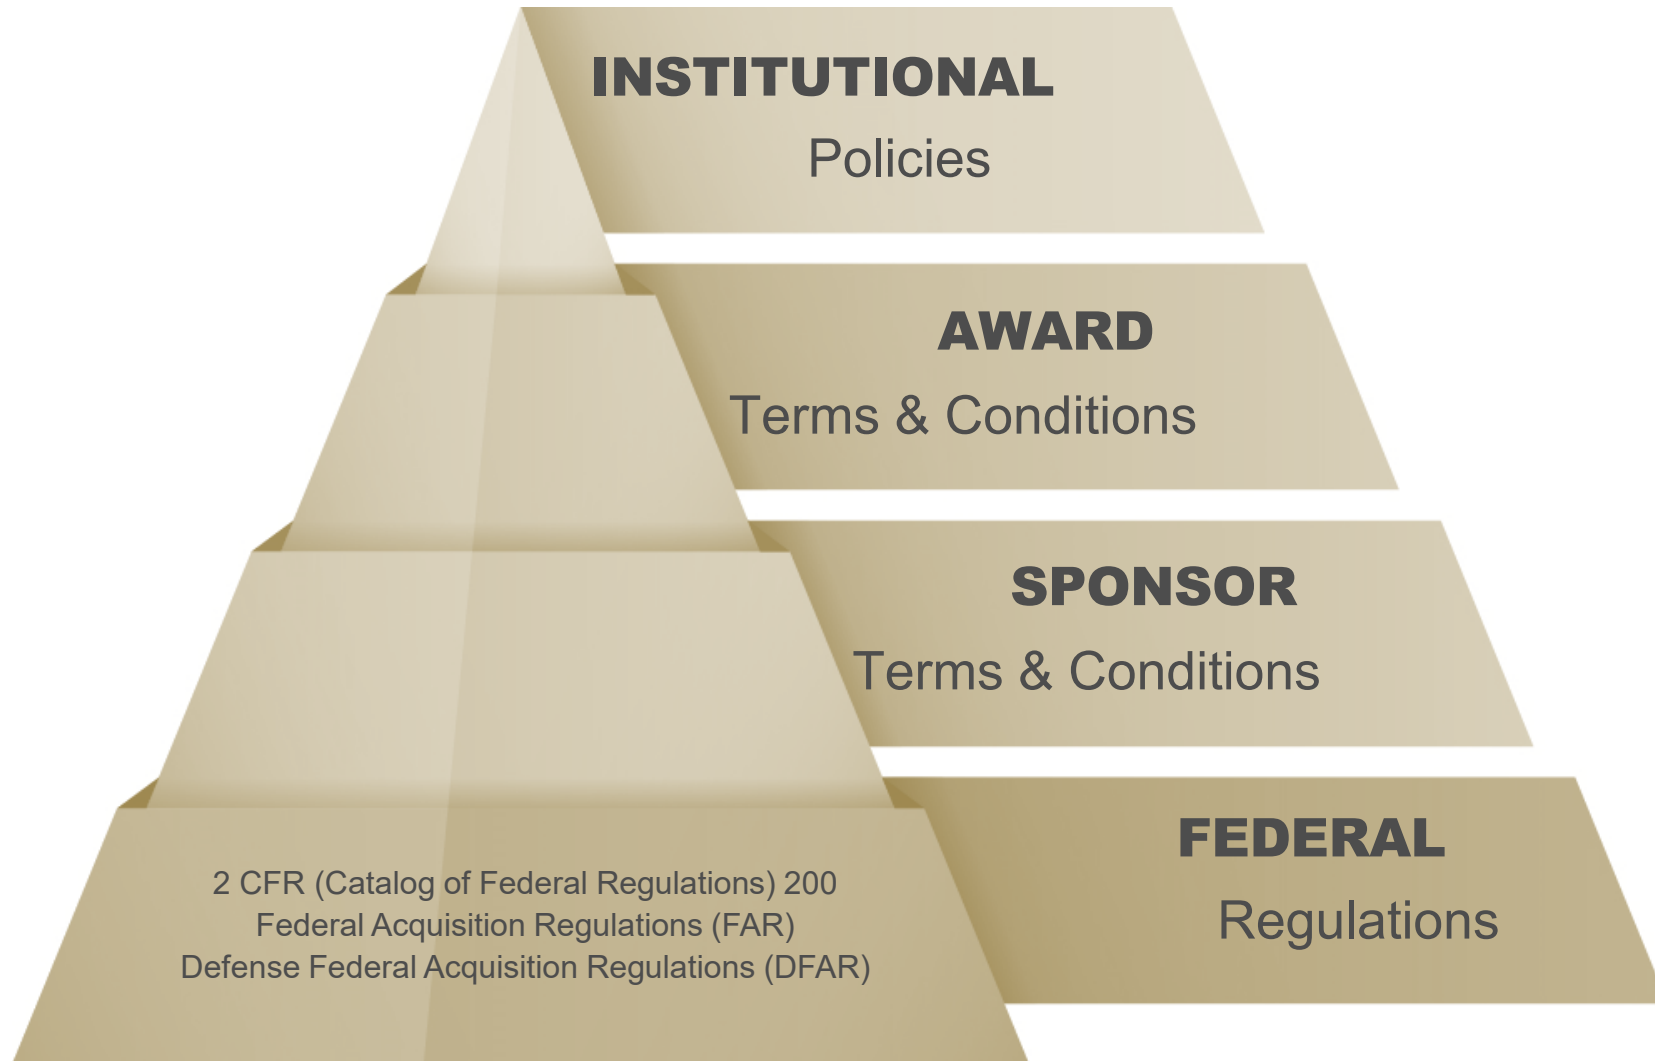 INSTITUTIONAL
Policies
AWARD
Terms & Conditions
SPONSOR
Terms & Conditions
FEDERAL
Regulations
2 CFR (Catalog of Federal Regulations) 200
Federal Acquisition Regulations (FAR)
Defense Federal Acquisition Regulations (DFAR)